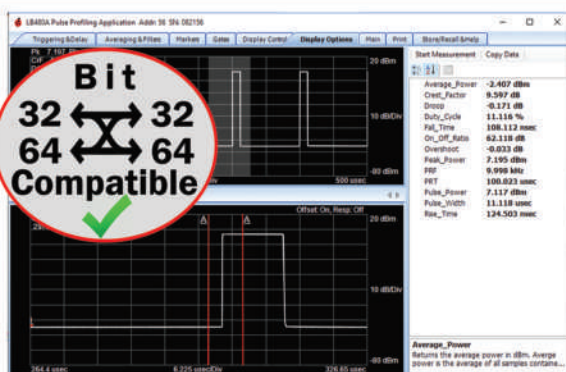 LB480A Pulse Profiling Application Addr: 56 SN: 082156
Triggering & Delay Averaging & Filters Markers Gates Display Control Display Options Main Print Store/Recall & Help
Start Measurement Copy Data
Pk: 7.197
20 dBm
10 dB/Div
-80 dBm
500 usec
Bit
32 32
64 64
Compatible
Average_Power -2.407 dBm
Crest_Factor 9.597 dB
Droop -0.171 dB
Duty_Cycle 11.116 %
Fall_Time 108.112 nsec
On_Off_Ratio 62.118 dB
Overshoot -0.033 dB
Peak_Power 7.195 dBm
PRF 9.998 kHz
PRT 100.023 usec
Pulse_Power 7.117 dBm
Pulse_Width 11.118 usec
Rise_Time 124.503 nsec
Offset: On, Resp: Off
20 dBm
A A
10 dB/Div
-80 dBm
264.4 usec 6.225 usec/Div 326.65 usec
Average_Power
Returns the average power in dBm. Averge
power is the average of all samples containe...